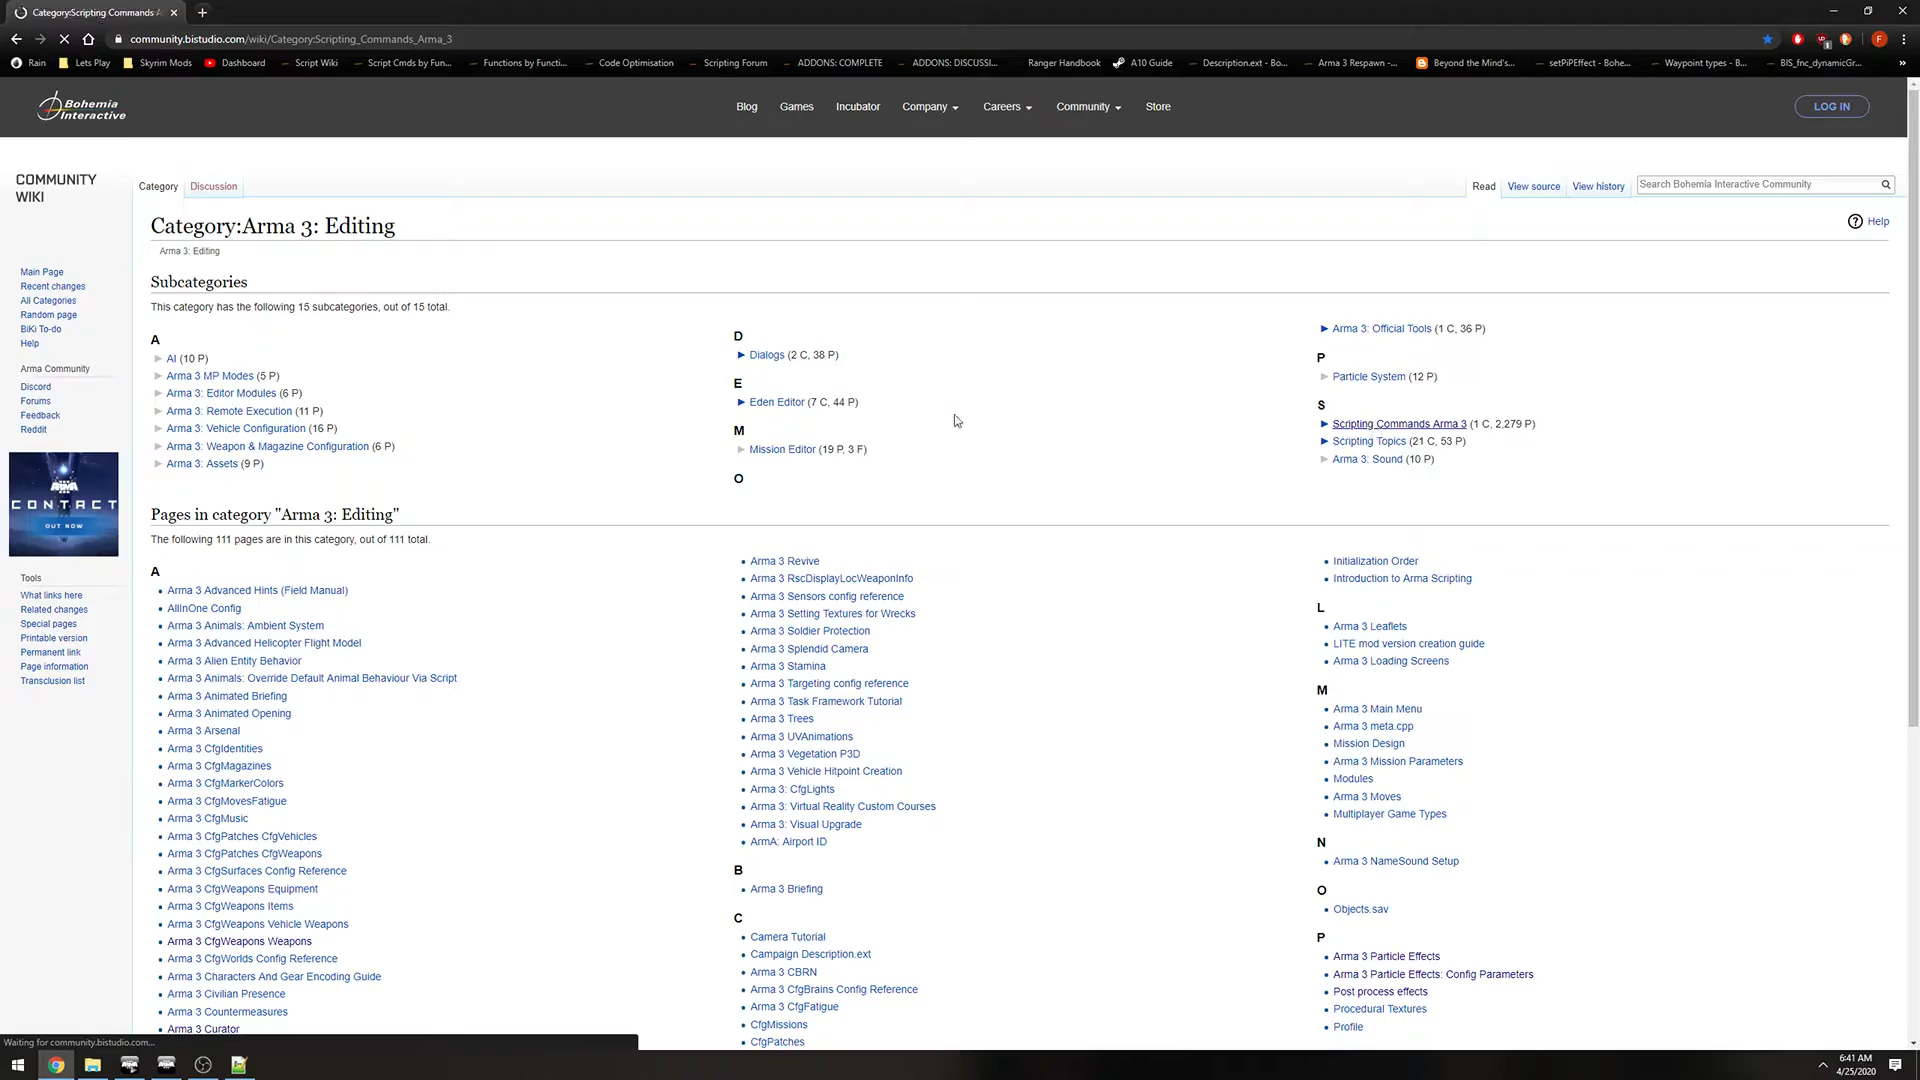 Category:Scripting Commands A
community.bistudio.com/wiki/Category:Scripting_Commands_Arma_3
Rain
Lets Play
Skyrim Mods
Dashboard
Script Wiki
Script Cmds by Fun...
Functions by Functi...
Code Optimisation
Scripting Forum
ADDONS: COMPLETE
ADDONS: DISCUSSI...
Ranger Handbook
A10 Guide
Description.ext - Bo...
Arma 3 Respawn -...
Beyond the Mind's...
setPiPEffect - Bohe...
Waypoint types - B...
BIS_fnc_dynamicGr...
»
Bohemia
Interactive
Blog
Games
Incubator
Company
Careers
Community
Store
LOG IN
COMMUNITY
WIKI
Category
Discussion
Read
View source
View history
Search Bohemia Interactive Community
Category:Arma 3: Editing
Help
Arma 3: Editing
Main Page
Recent changes
All Categories
Random page
BiKi To-do
Help
Arma Community
Discord
Forums
Feedback
Reddit
ARMA
CONTACT
OUT NOW
Tools
What links here
Related changes
Special pages
Printable version
Permanent link
Page information
Transclusion list
Subcategories
This category has the following 15 subcategories, out of 15 total.
A
AI (10 P)
Arma 3 MP Modes (5 P)
Arma 3: Editor Modules (6 P)
Arma 3: Remote Execution (11 P)
Arma 3: Vehicle Configuration (16 P)
Arma 3: Weapon & Magazine Configuration (6 P)
Arma 3: Assets (9 P)
D
Dialogs (2 C, 38 P)
E
Eden Editor (7 C, 44 P)
M
Mission Editor (19 P, 3 F)
O
Arma 3: Official Tools (1 C, 36 P)
P
Particle System (12 P)
S
Scripting Commands Arma 3 (1 C, 2,279 P)
Scripting Topics (21 C, 53 P)
Arma 3: Sound (10 P)
Pages in category "Arma 3: Editing"
The following 111 pages are in this category, out of 111 total.
A
Arma 3 Advanced Hints (Field Manual)
AllInOne Config
Arma 3 Animals: Ambient System
Arma 3 Advanced Helicopter Flight Model
Arma 3 Alien Entity Behavior
Arma 3 Animals: Override Default Animal Behaviour Via Script
Arma 3 Animated Briefing
Arma 3 Animated Opening
Arma 3 Arsenal
Arma 3 CfgIdentities
Arma 3 CfgMagazines
Arma 3 CfgMarkerColors
Arma 3 CfgMovesFatigue
Arma 3 CfgMusic
Arma 3 CfgPatches CfgVehicles
Arma 3 CfgPatches CfgWeapons
Arma 3 CfgSurfaces Config Reference
Arma 3 CfgWeapons Equipment
Arma 3 CfgWeapons Items
Arma 3 CfgWeapons Vehicle Weapons
Arma 3 CfgWeapons Weapons
Arma 3 CfgWorlds Config Reference
Arma 3 Characters And Gear Encoding Guide
Arma 3 Civilian Presence
Arma 3 Countermeasures
Arma 3 Curator
Arma 3 Revive
Arma 3 RscDisplayLocWeaponInfo
Arma 3 Sensors config reference
Arma 3 Setting Textures for Wrecks
Arma 3 Soldier Protection
Arma 3 Splendid Camera
Arma 3 Stamina
Arma 3 Targeting config reference
Arma 3 Task Framework Tutorial
Arma 3 Trees
Arma 3 UVAnimations
Arma 3 Vegetation P3D
Arma 3 Vehicle Hitpoint Creation
Arma 3: CfgLights
Arma 3: Virtual Reality Custom Courses
Arma 3: Visual Upgrade
ArmA: Airport ID
B
Arma 3 Briefing
C
Camera Tutorial
Campaign Description.ext
Arma 3 CBRN
Arma 3 CfgBrains Config Reference
Arma 3 CfgFatigue
CfgMissions
CfgPatches
Initialization Order
Introduction to Arma Scripting
L
Arma 3 Leaflets
LITE mod version creation guide
Arma 3 Loading Screens
M
Arma 3 Main Menu
Arma 3 meta.cpp
Mission Design
Arma 3 Mission Parameters
Modules
Arma 3 Moves
Multiplayer Game Types
N
Arma 3 NameSound Setup
O
Objects.sav
P
Arma 3 Particle Effects
Arma 3 Particle Effects: Config Parameters
Post process effects
Procedural Textures
Profile
Waiting for community.bistudio.com...
6:41 AM
4/25/2020